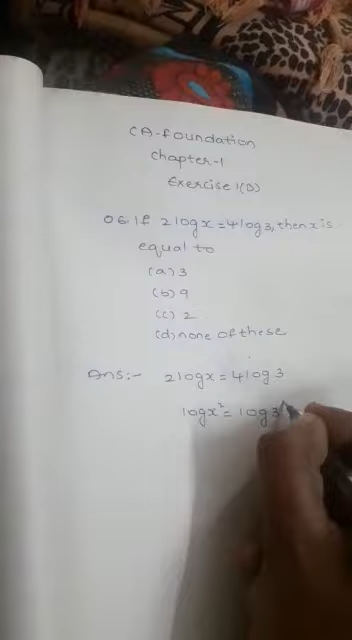 CA-Foundation
Chapter-1
Exercise 1(D)
06. If 2logx=4log3, then x is
equal to
(a) 3
(b) 9
(c) 2
(d) none of these
Ans:- 2logx=4log3
logx²=log3